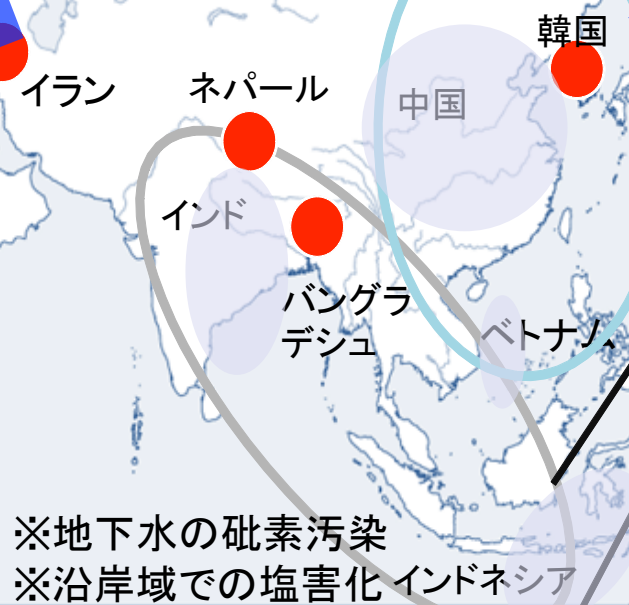 韓国
イラン
ネパール
中国
インド
バングラ
デシュ
ベトナム
※地下水の砒素汚染
※沿岸域での塩害化
インドネシア